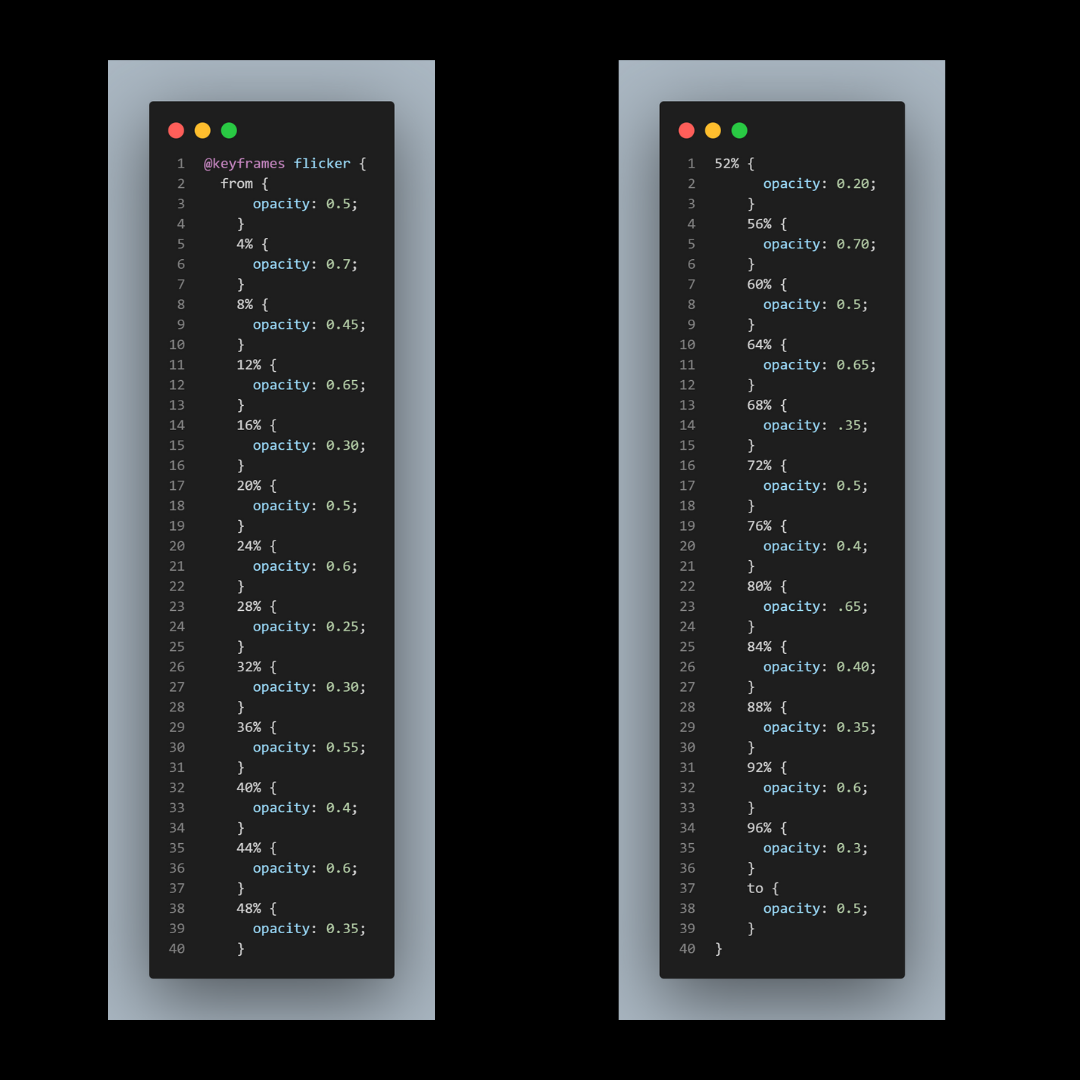 1 @keyframes flicker {
2   from {
3       opacity: 0.5;
4     }
5     4% {
6       opacity: 0.7;
7     }
8     8% {
9       opacity: 0.45;
10     }
11     12% {
12       opacity: 0.65;
13     }
14     16% {
15       opacity: 0.30;
16     }
17     20% {
18       opacity: 0.5;
19     }
20     24% {
21       opacity: 0.6;
22     }
23     28% {
24       opacity: 0.25;
25     }
26     32% {
27       opacity: 0.30;
28     }
29     36% {
30       opacity: 0.55;
31     }
32     40% {
33       opacity: 0.4;
34     }
35     44% {
36       opacity: 0.6;
37     }
38     48% {
39       opacity: 0.35;
40     }
1 52% {
2       opacity: 0.20;
3     }
4     56% {
5       opacity: 0.70;
6     }
7     60% {
8       opacity: 0.5;
9     }
10     64% {
11       opacity: 0.65;
12     }
13     68% {
14       opacity: .35;
15     }
16     72% {
17       opacity: 0.5;
18     }
19     76% {
20       opacity: 0.4;
21     }
22     80% {
23       opacity: .65;
24     }
25     84% {
26       opacity: 0.40;
27     }
28     88% {
29       opacity: 0.35;
30     }
31     92% {
32       opacity: 0.6;
33     }
34     96% {
35       opacity: 0.3;
36     }
37     to {
38       opacity: 0.5;
39     }
40 }